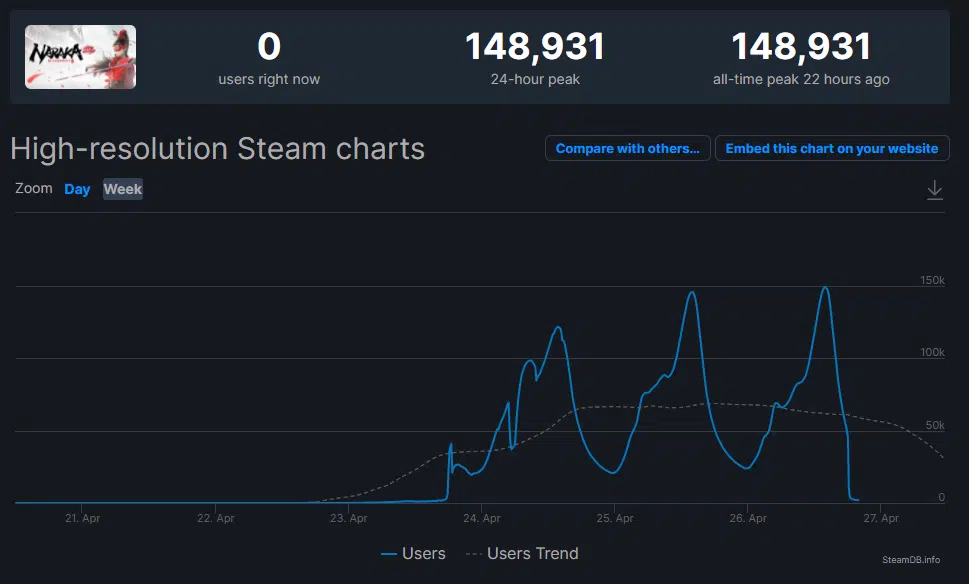 NARAKA
0
users right now
148,931
24-hour peak
148,931
all-time peak 22 hours ago
High-resolution Steam charts
Compare with others...
Embed this chart on your website
Zoom Day Week
150k
100k
50k
0
21. Apr 22. Apr 23. Apr 24. Apr 25. Apr 26. Apr 27. Apr
Users Users Trend
SteamDB.info